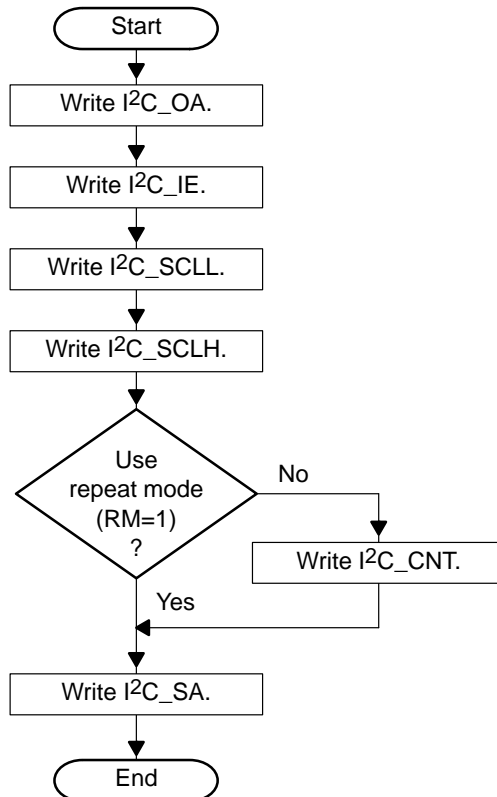 Start
Write I²C_OA.
Write I²C_IE.
Write I²C_SCLL.
Write I²C_SCLH.
Use
repeat mode
(RM=1)
?
No
Write I²C_CNT.
Yes
Write I²C_SA.
End